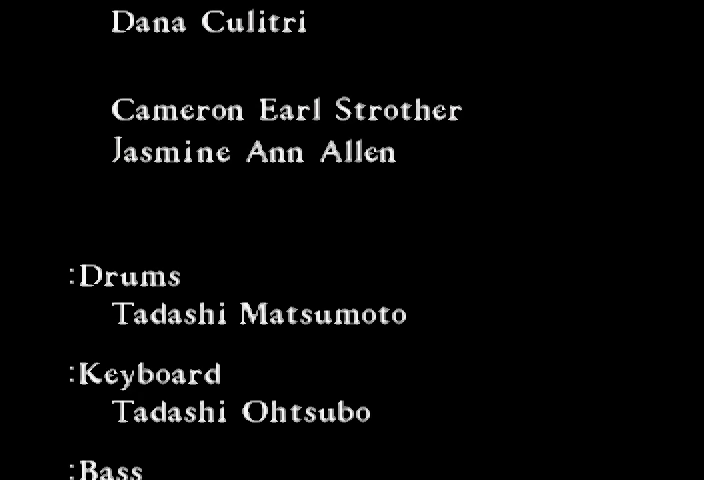 Dana Culitri
Cameron Earl Strother
Jasmine Ann Allen
:Drums
Tadashi Matsumoto
:Keyboard
Tadashi Ohtsubo
:Bass